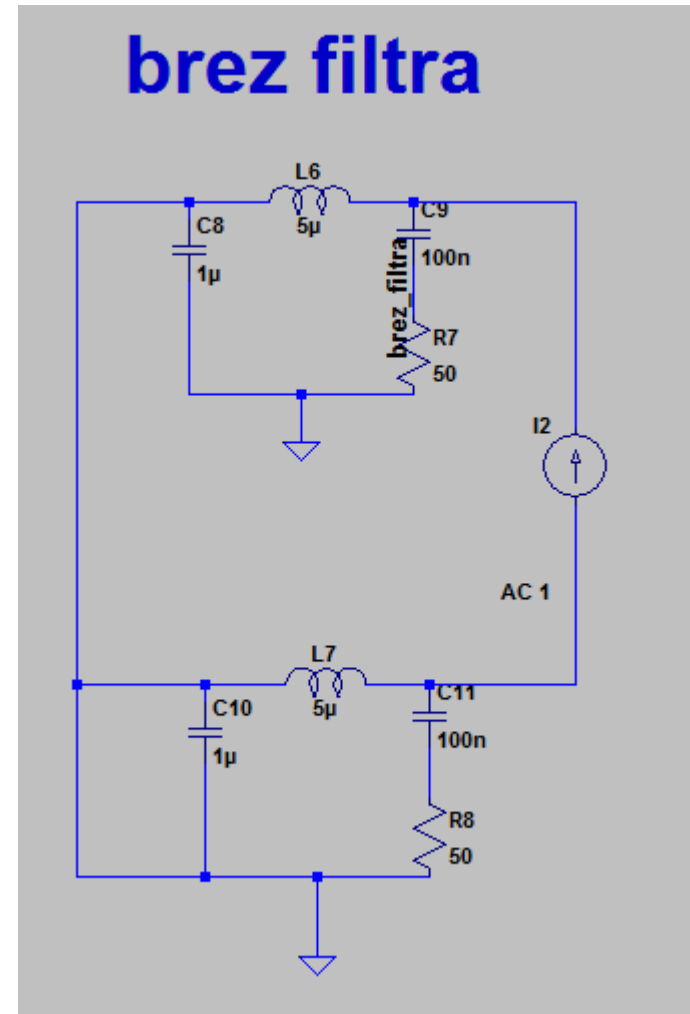 brez filtra
L6
5µ
C8
1µ
C9
100n
brez_filtra
R7
50
I2
AC 1
L7
5µ
C10
1µ
C11
100n
R8
50